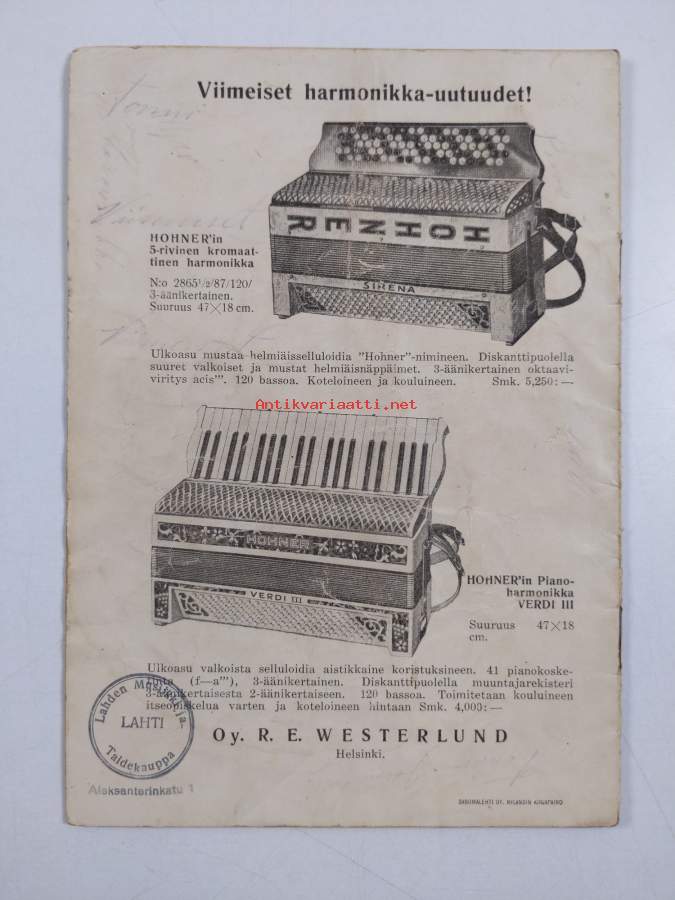 Viimeiset harmonikka-uutuudet!
HOHNER
SIRENA
HOHNER'in
5-rivinen kromaat-
tinen harmonikka
N:o 2865½/87/120/
3-äänikertainen.
Suuruus 47×18 cm.
Ulkoasu mustaa helmiäisselluloidia "Hohner"-nimineen. Diskanttipuolella
suuret valkoiset ja mustat helmiäisnäppäimet. 3-äänikertainen oktaavi-
viritys acis"'. 120 bassoa. Koteloineen ja kouluineen. Smk. 5,250: —
Antikvariaatti.net
HOHNER
VERDI III
HOHNER'in Piano-
harmonikka
VERDI III
Suuruus 47×18
cm.
Ulkoasu valkoista selluloidia aistikkaine koristuksineen. 41 pianokoske-
(f—a"'), 3-äänikertainen. Diskanttipuolella muuntajarekisteri
3-äänikertaisesta 2-äänikertaiseen. 120 bassoa. Toimitetaan kouluineen
itseopiskelua varten ja koteloineen hintaan Smk. 4,000: —
Oy. R. E. WESTERLUND
Helsinki.
Lahden
LAHTI
Taidekauppa
Aleksanterinkatu 1
SANOMALEHTI OY.